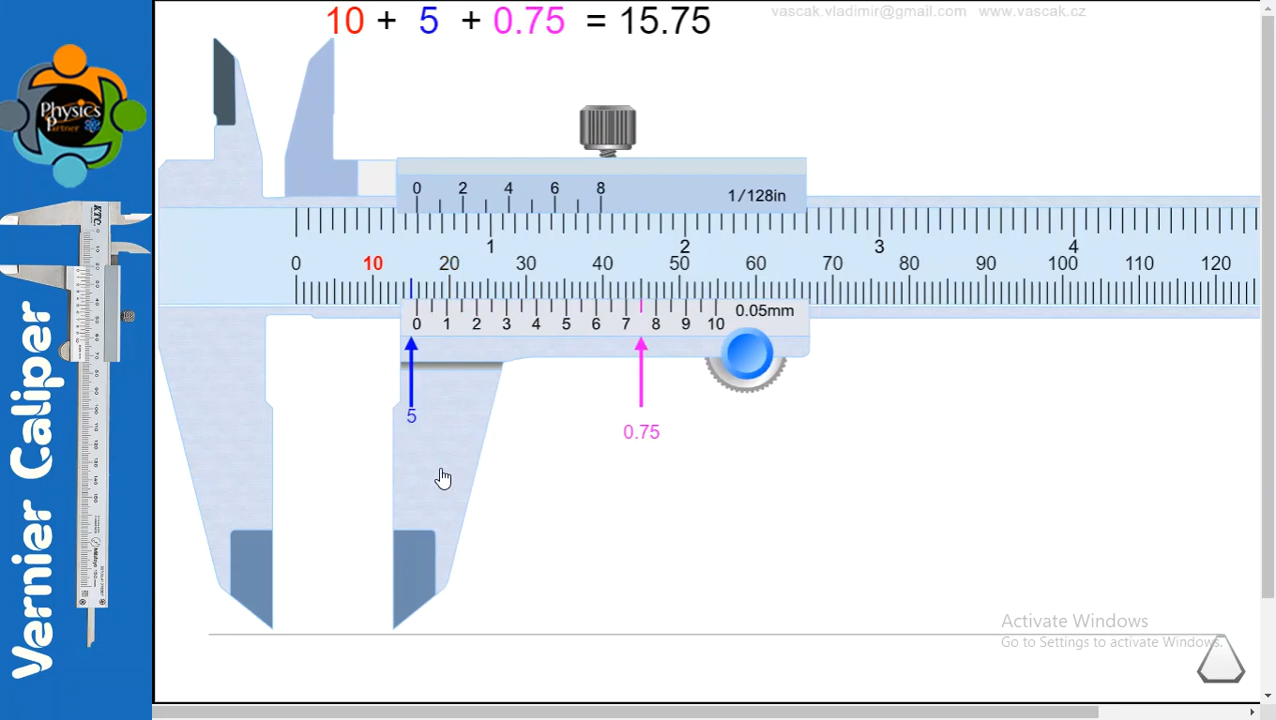 vascak.vladimir@gmail.com www.vascak.cz
10 + 5 + 0.75 = 15.75
Physics
Partner
KTC
Vernier Caliper
0 2 4 6 8
1/128in
1 2 3 4
0 10 20 30 40 50 60 70 80 90 100 110 120
0 1 2 3 4 5 6 7 8 9 10
0.05mm
5
0.75
Activate Windows
Go to Settings to activate Windows.